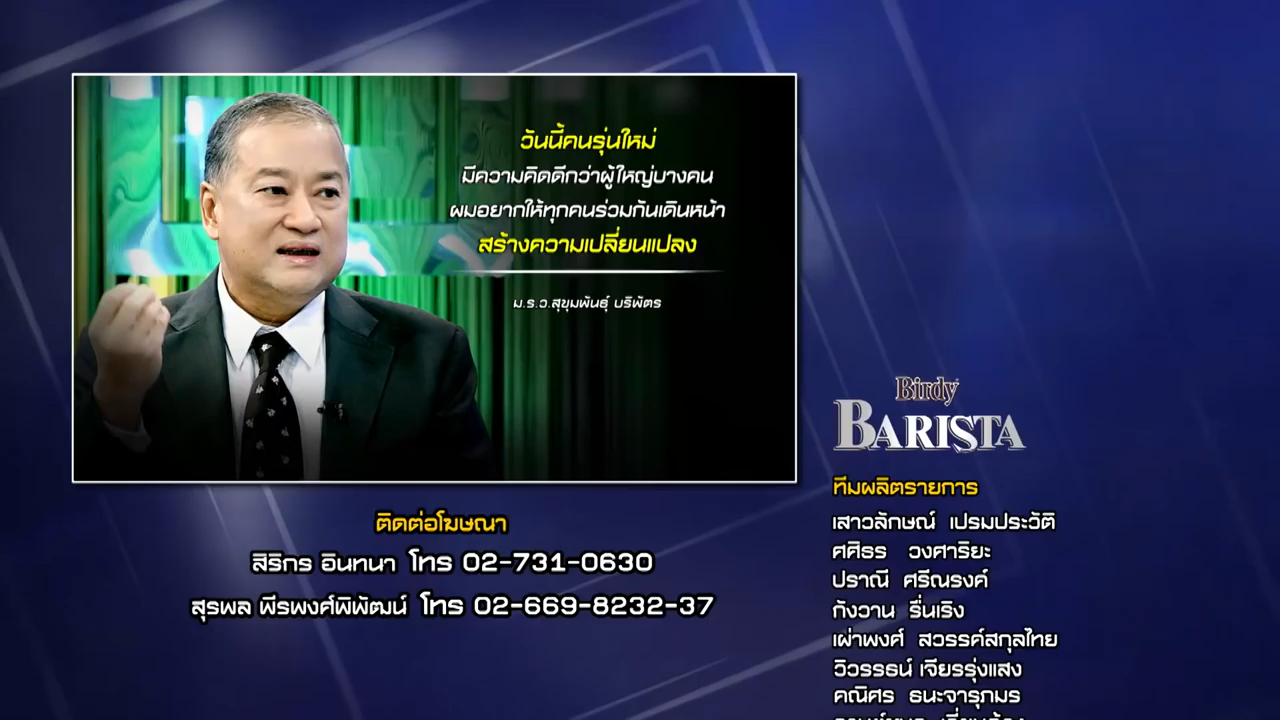 วันนี้คนรุ่นใหม่
มีความคิดดีกว่าผู้ใหญ่บางคน
ผมอยากให้ทุกคนร่วมกันเดินหน้า
สร้างความเปลี่ยนแปลง
ม.ร.ว.สุขุมพันธุ์ บริพัตร
ติดต่อโฆษณา
สิริกร อินทนา โทร 02-731-0630
สุรพล พีรพงศ์พิพัฒน์ โทร 02-669-8232-37
Birdy
BARISTA
ทีมผลิตรายการ
เสาวลักษณ์ เปรมประวัติ
ศศิธร วงศาริยะ
ปราณี ศรีณรงค์
กังวาน รื่นเริง
เผ่าพงศ์ สวรรค์สกุลไทย
วิวรรธน์ เจียรรุ่งแสง
คณิศร ธนะจารุภมร